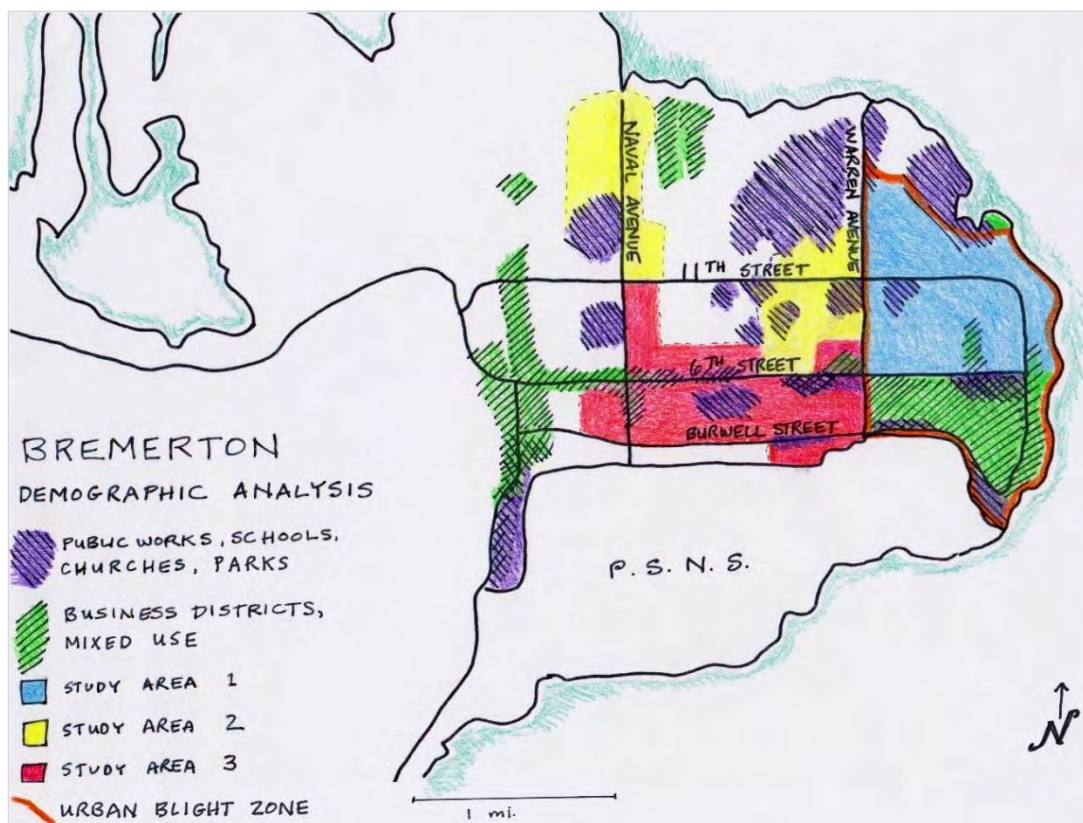 NAVAL AVENUE
WARREN AVENUE
11TH STREET
6TH STREET
BURWELL STREET
P. S. N. S.
BREMERTON
DEMOGRAPHIC ANALYSIS
PUBLIC WORKS, SCHOOLS,
CHURCHES, PARKS
BUSINESS DISTRICTS,
MIXED USE
STUDY AREA 1
STUDY AREA 2
STUDY AREA 3
URBAN BLIGHT ZONE
1 mi.
N